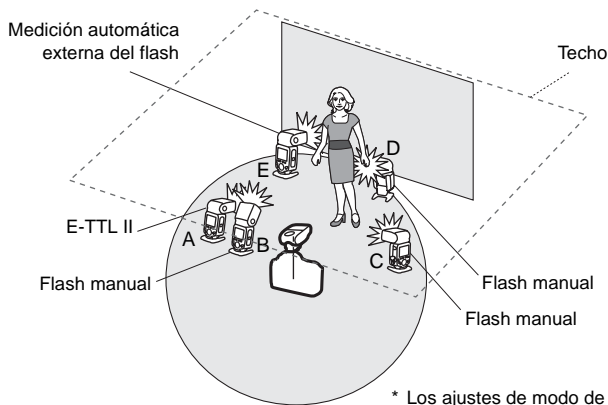 Medición automática
externa del flash
Techo
D
E
E-TTL II
A
B
C
Flash manual
Flash manual
Flash manual
* Los ajustes de modo de